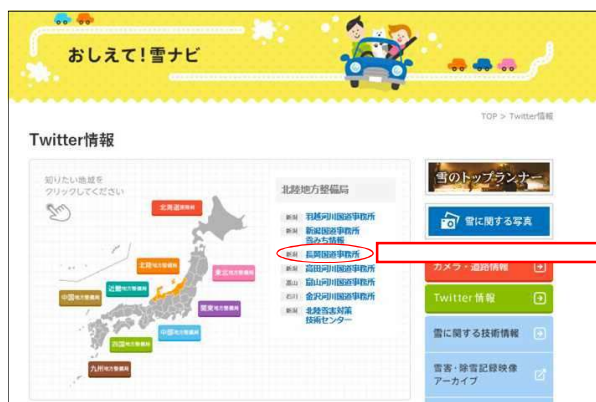 おしえて！雪ナビ
TOP > Twitter情報
Twitter情報
知りたい地域を
クリックしてください
北海道開発局
北陸地方整備局
東北地方整備局
近畿地方整備局
中国地方整備局
関東地方整備局
中部地方整備局
四国地方整備局
九州地方整備局
北陸地方整備局
新潟 羽越河川国道事務所
新潟 新潟国道事務所
雪みち情報
新潟 長岡国道事務所
新潟 高田河川国道事務所
富山 富山河川国道事務所
石川 金沢河川国道事務所
新潟 北陸雪害対策
技術センター
雪のトップランナー
雪に関する写真
カメラ・道路情報
Twitter情報
雪に関する技術情報
雪害・除雪記録映像
アーカイブ